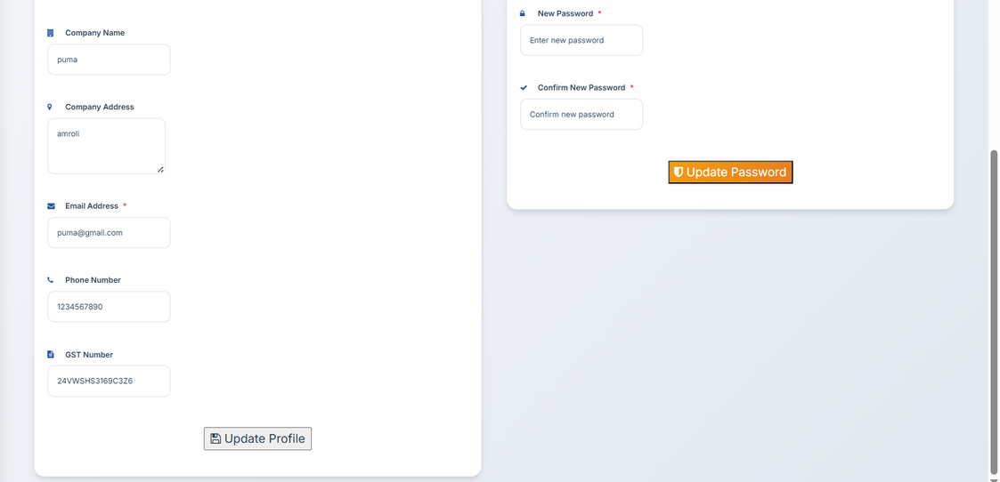 Company Name
puma
Company Address
amroli
Email Address *
puma@gmail.com
Phone Number
1234567890
GST Number
24VWSHS3169C3Z6
Update Profile
New Password *
Enter new password
Confirm New Password *
Confirm new password
Update Password